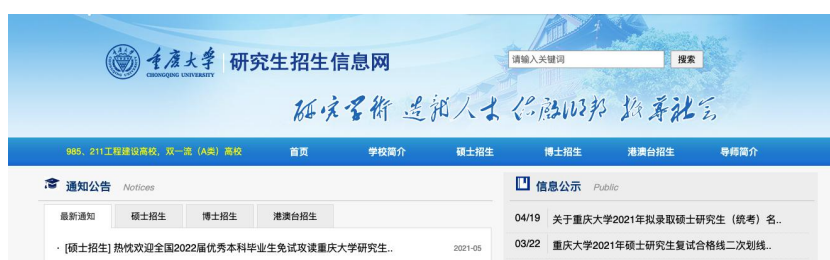 重庆大学
CHONGQING UNIVERSITY
研究生招生信息网
请输入关键词
搜索
研究学术 造就人才 佑启乡邦 振导社会
985、211工程建设高校，双一流（A类）高校
首页
学校简介
硕士招生
博士招生
港澳台招生
导师简介
通知公告 Notices
最新通知
硕士招生
博士招生
港澳台招生
· [硕士招生] 热忱欢迎全国2022届优秀本科毕业生免试攻读重庆大学研究生.. 2021-05
信息公示 Public
04/19 关于重庆大学2021年拟录取硕士研究生（统考）名..
03/22 重庆大学2021年硕士研究生复试合格线二次划线..